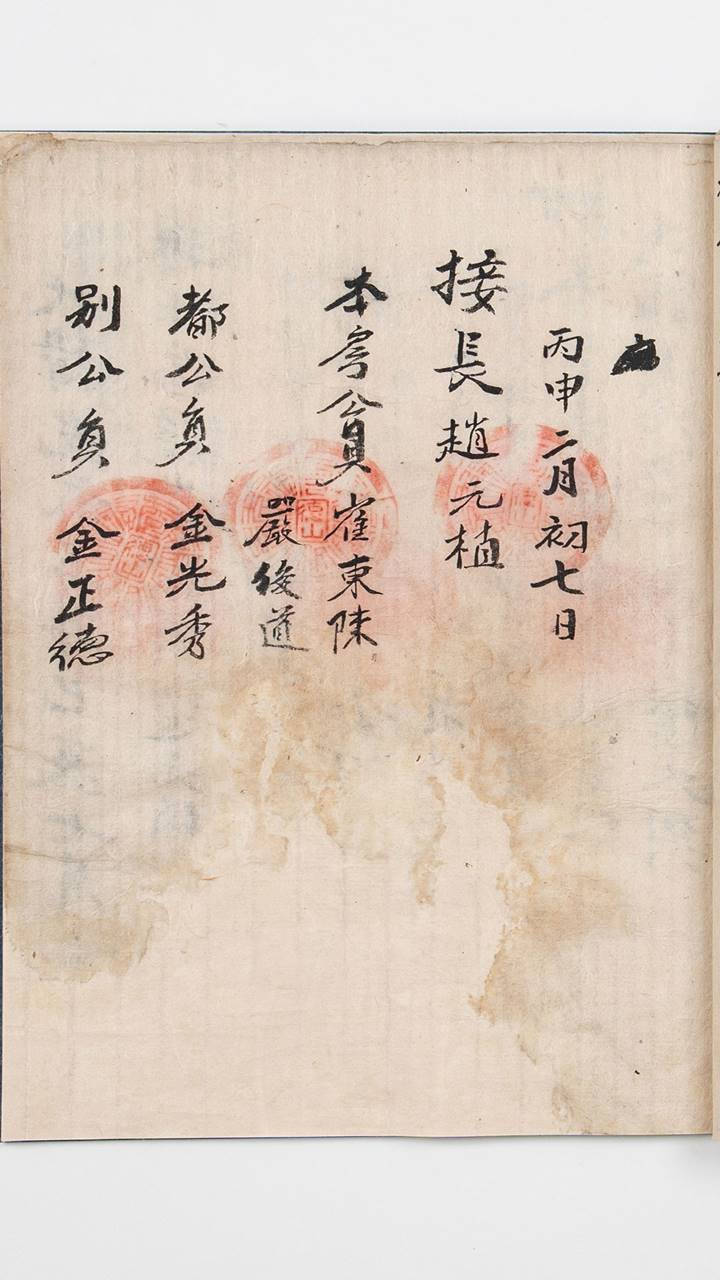 丙申二月初七日
接長趙元植
本房公員崔東陳
嚴後道
都公員 金光秀
別公員 金正德